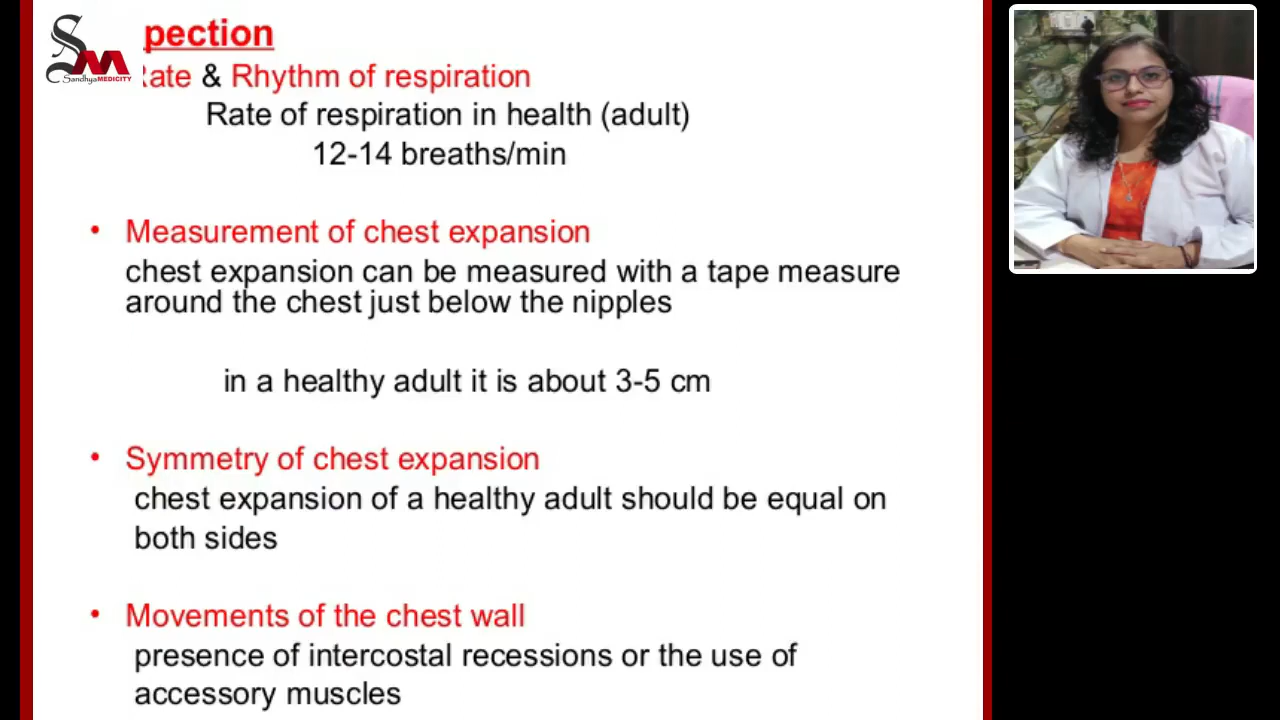 pection
SM
Sandhya MEDICITY
ate & Rhythm of respiration
Rate of respiration in health (adult)
12-14 breaths/min
• Measurement of chest expansion
chest expansion can be measured with a tape measure
around the chest just below the nipples
in a healthy adult it is about 3-5 cm
• Symmetry of chest expansion
chest expansion of a healthy adult should be equal on
both sides
• Movements of the chest wall
presence of intercostal recessions or the use of
accessory muscles